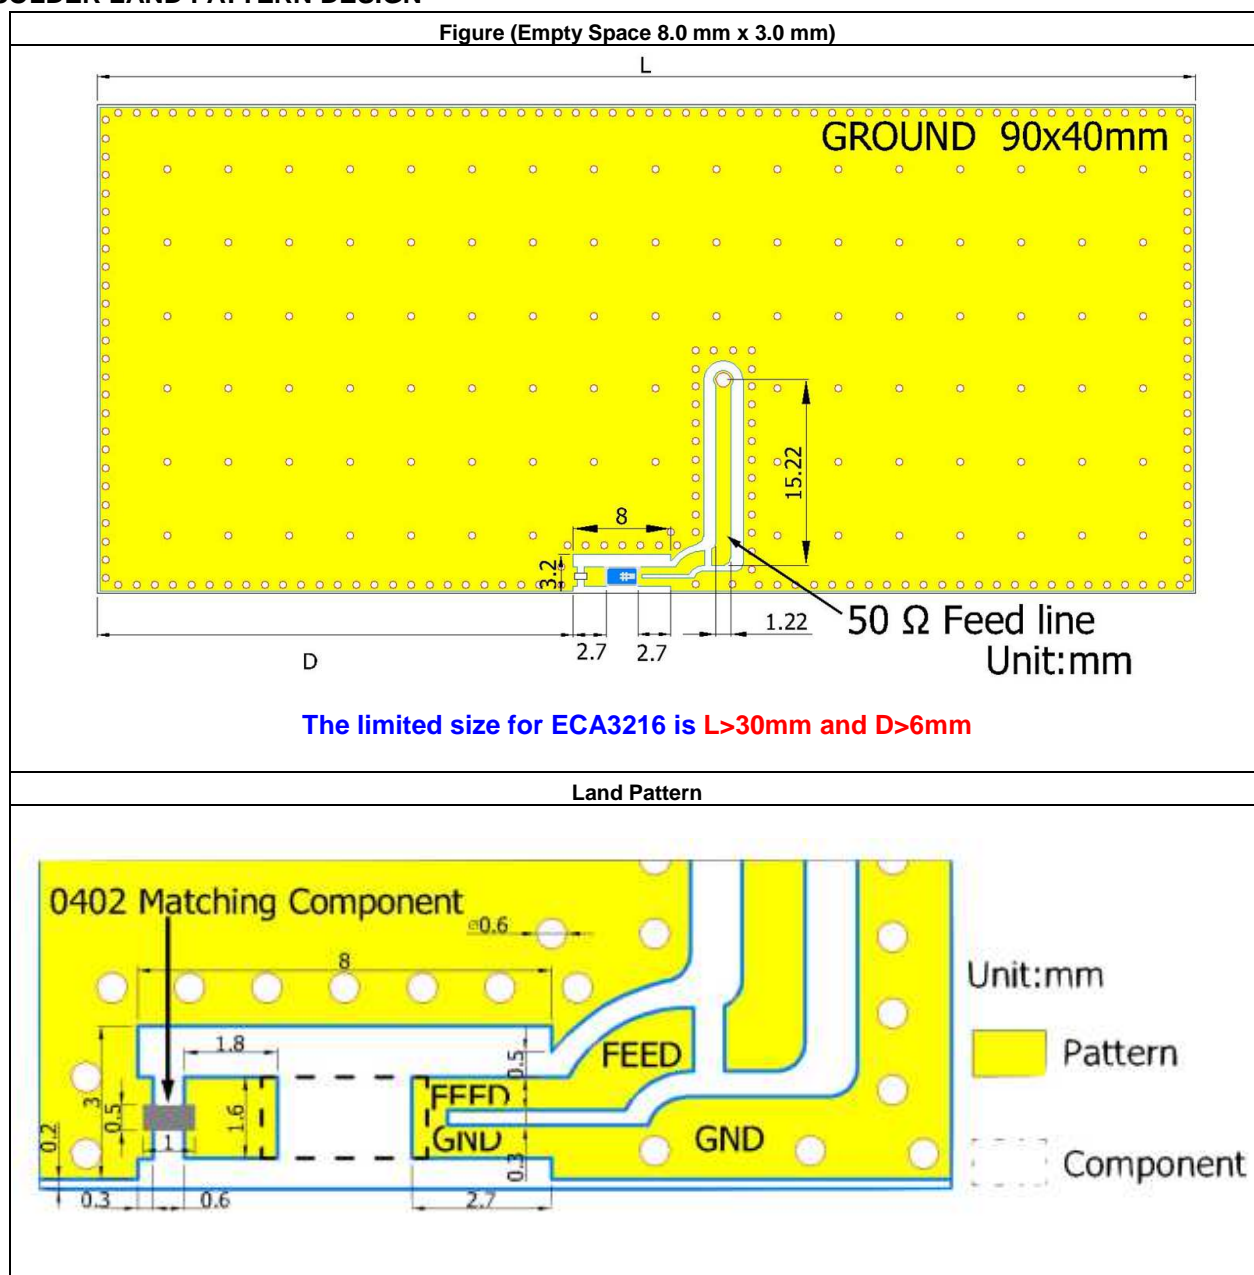 SOLDER LAND PATTERN DESIGN
Figure (Empty Space 8.0 mm x 3.0 mm)
L
GROUND 90x40mm
15.22
8
3.2
1.22
50 Ω Feed line
2.7
2.7
D
Unit:mm
The limited size for ECA3216 is L>30mm and D>6mm
Land Pattern
0402 Matching Component
⌀0.6
8
Unit:mm
1.8
0.5
FEED
Pattern
3
0.5
1.6
FEED
0.2
1
GND
GND
0.3
Component
0.3
0.6
2.7